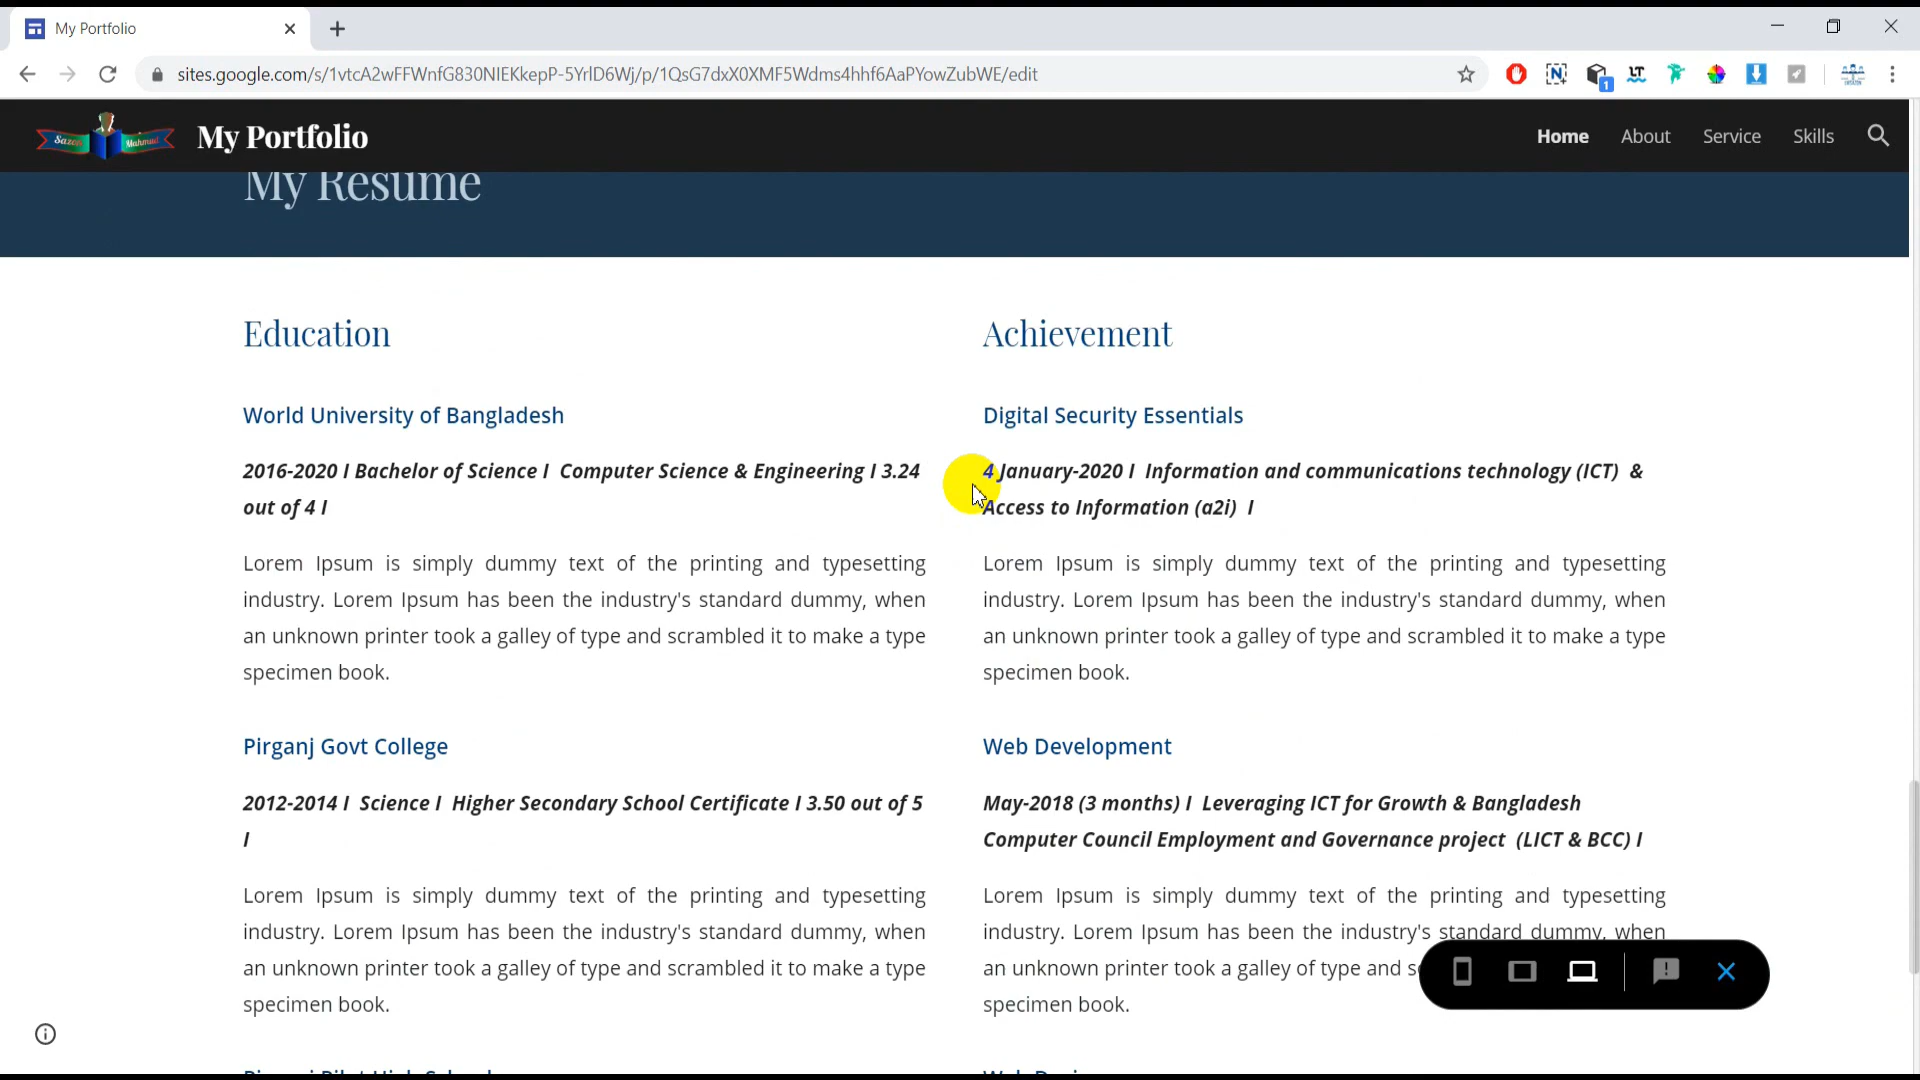 My Portfolio
sites.google.com/s/1vtcA2wFFWnfG830NIEKkepP-5YrlD6Wj/p/1QsG7dxX0XMF5Wdms4hhf6AaPYowZubWE/edit
1
Mahmud
My Portfolio
Home About Service Skills
My Resume
Education
World University of Bangladesh
2016-2020 I Bachelor of Science I Computer Science & Engineering I 3.24
out of 4 I
Lorem Ipsum is simply dummy text of the printing and typesetting
industry. Lorem Ipsum has been the industry's standard dummy, when
an unknown printer took a galley of type and scrambled it to make a type
specimen book.
Pirganj Govt College
2012-2014 I Science I Higher Secondary School Certificate I 3.50 out of 5
I
Lorem Ipsum is simply dummy text of the printing and typesetting
industry. Lorem Ipsum has been the industry's standard dummy, when
an unknown printer took a galley of type and scrambled it to make a type
specimen book.
Achievement
Digital Security Essentials
4 January-2020 I Information and communications technology (ICT) &
Access to Information (a2i) I
Lorem Ipsum is simply dummy text of the printing and typesetting
industry. Lorem Ipsum has been the industry's standard dummy, when
an unknown printer took a galley of type and scrambled it to make a type
specimen book.
Web Development
May-2018 (3 months) I Leveraging ICT for Growth & Bangladesh
Computer Council Employment and Governance project (LICT & BCC) I
Lorem Ipsum is simply dummy text of the printing and typesetting
industry. Lorem Ipsum has been the industry's standard dummy, when
an unknown printer took a galley of type and
specimen book.